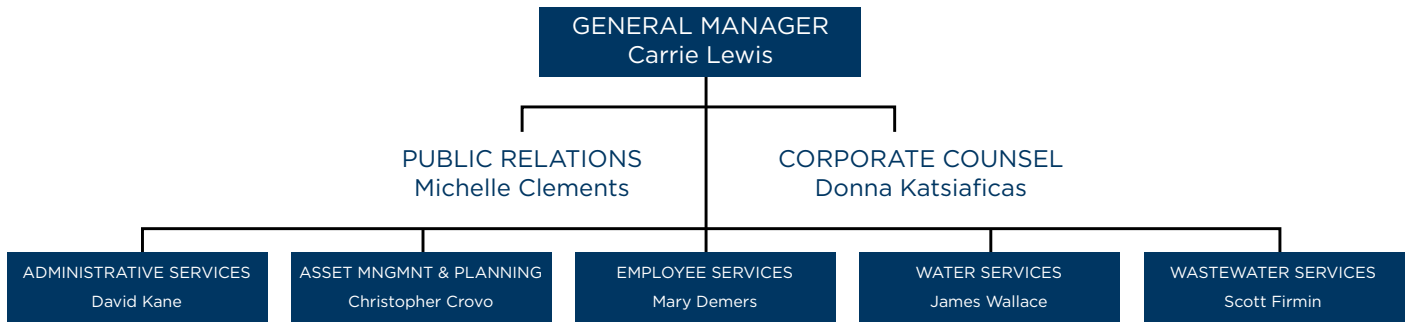 GENERAL MANAGER
Carrie Lewis
PUBLIC RELATIONS
Michelle Clements
CORPORATE COUNSEL
Donna Katsiaficas
ADMINISTRATIVE SERVICES
David Kane
ASSET MNGMNT & PLANNING
Christopher Crovo
EMPLOYEE SERVICES
Mary Demers
WATER SERVICES
James Wallace
WASTEWATER SERVICES
Scott Firmin